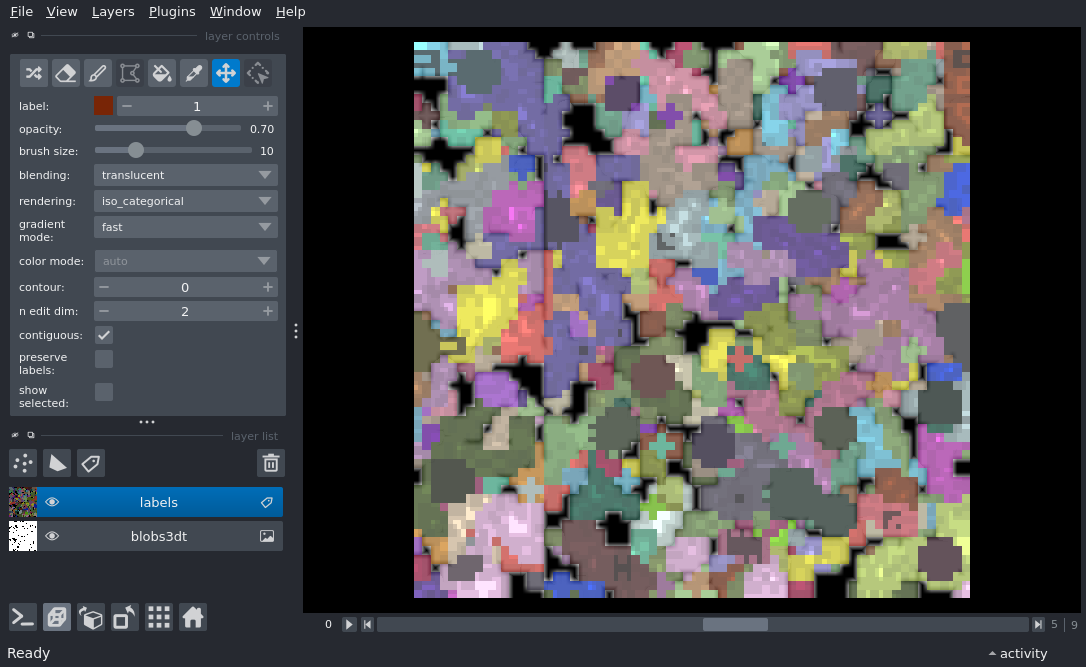 File View Layers Plugins Window Help
layer controls
label: 1
opacity: 0.70
brush size: 10
blending: translucent
rendering: iso_categorical
gradient
mode: fast
color mode: auto
contour: 0
n edit dim: 2
contiguous:
preserve
labels:
show
selected:
layer list
labels
blobs3dt
0 5 9
Ready activity